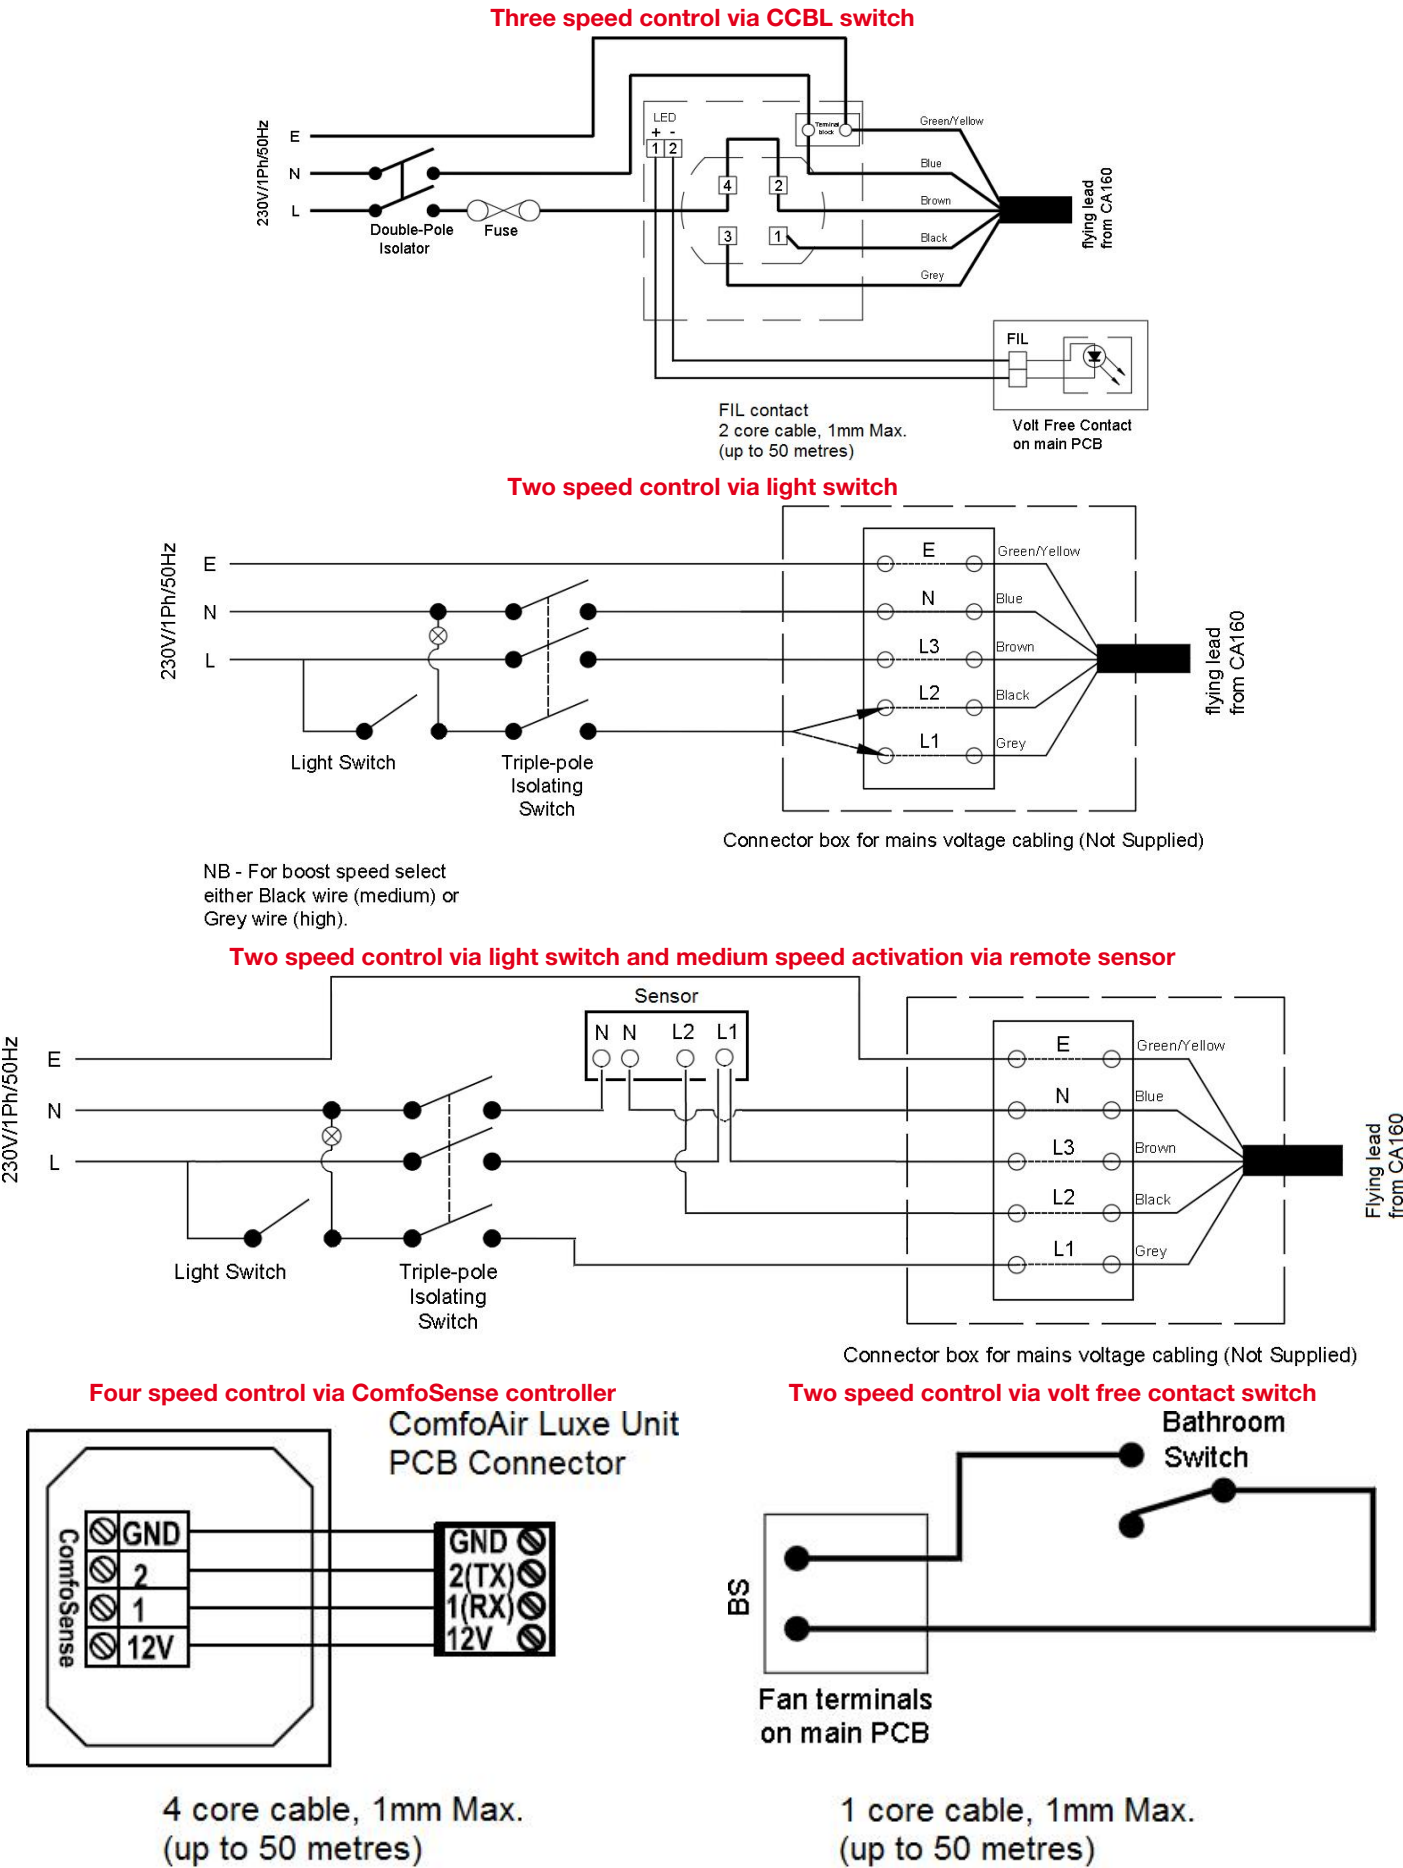 Three speed control via CCBL switch
230V/1Ph/50Hz
E
N
L
Double-Pole
Isolator
Fuse
LED
+ -
1 2
4 2
3 1
Terminal
block
Green/Yellow
Blue
Brown
Black
Grey
flying lead
from CA160
FIL
FIL contact
2 core cable, 1mm Max.
(up to 50 metres)
Volt Free Contact
on main PCB
Two speed control via light switch
230V/1Ph/50Hz
E
N
L
Light Switch
Triple-pole
Isolating
Switch
E
N
L3
L2
L1
Green/Yellow
Blue
Brown
Black
Grey
flying lead
from CA160
Connector box for mains voltage cabling (Not Supplied)
NB - For boost speed select
either Black wire (medium) or
Grey wire (high).
Two speed control via light switch and medium speed activation via remote sensor
230V/1Ph/50Hz
E
N
L
Light Switch
Triple-pole
Isolating
Switch
Sensor
N N L2 L1
E
N
L3
L2
L1
Green/Yellow
Blue
Brown
Black
Grey
Flying lead
from CA160
Connector box for mains voltage cabling (Not Supplied)
Four speed control via ComfoSense controller
ComfoAir Luxe Unit
PCB Connector
ComfoSense
GND
2
1
12V
GND
2(TX)
1(RX)
12V
4 core cable, 1mm Max.
(up to 50 metres)
Two speed control via volt free contact switch
Bathroom
Switch
BS
Fan terminals
on main PCB
1 core cable, 1mm Max.
(up to 50 metres)